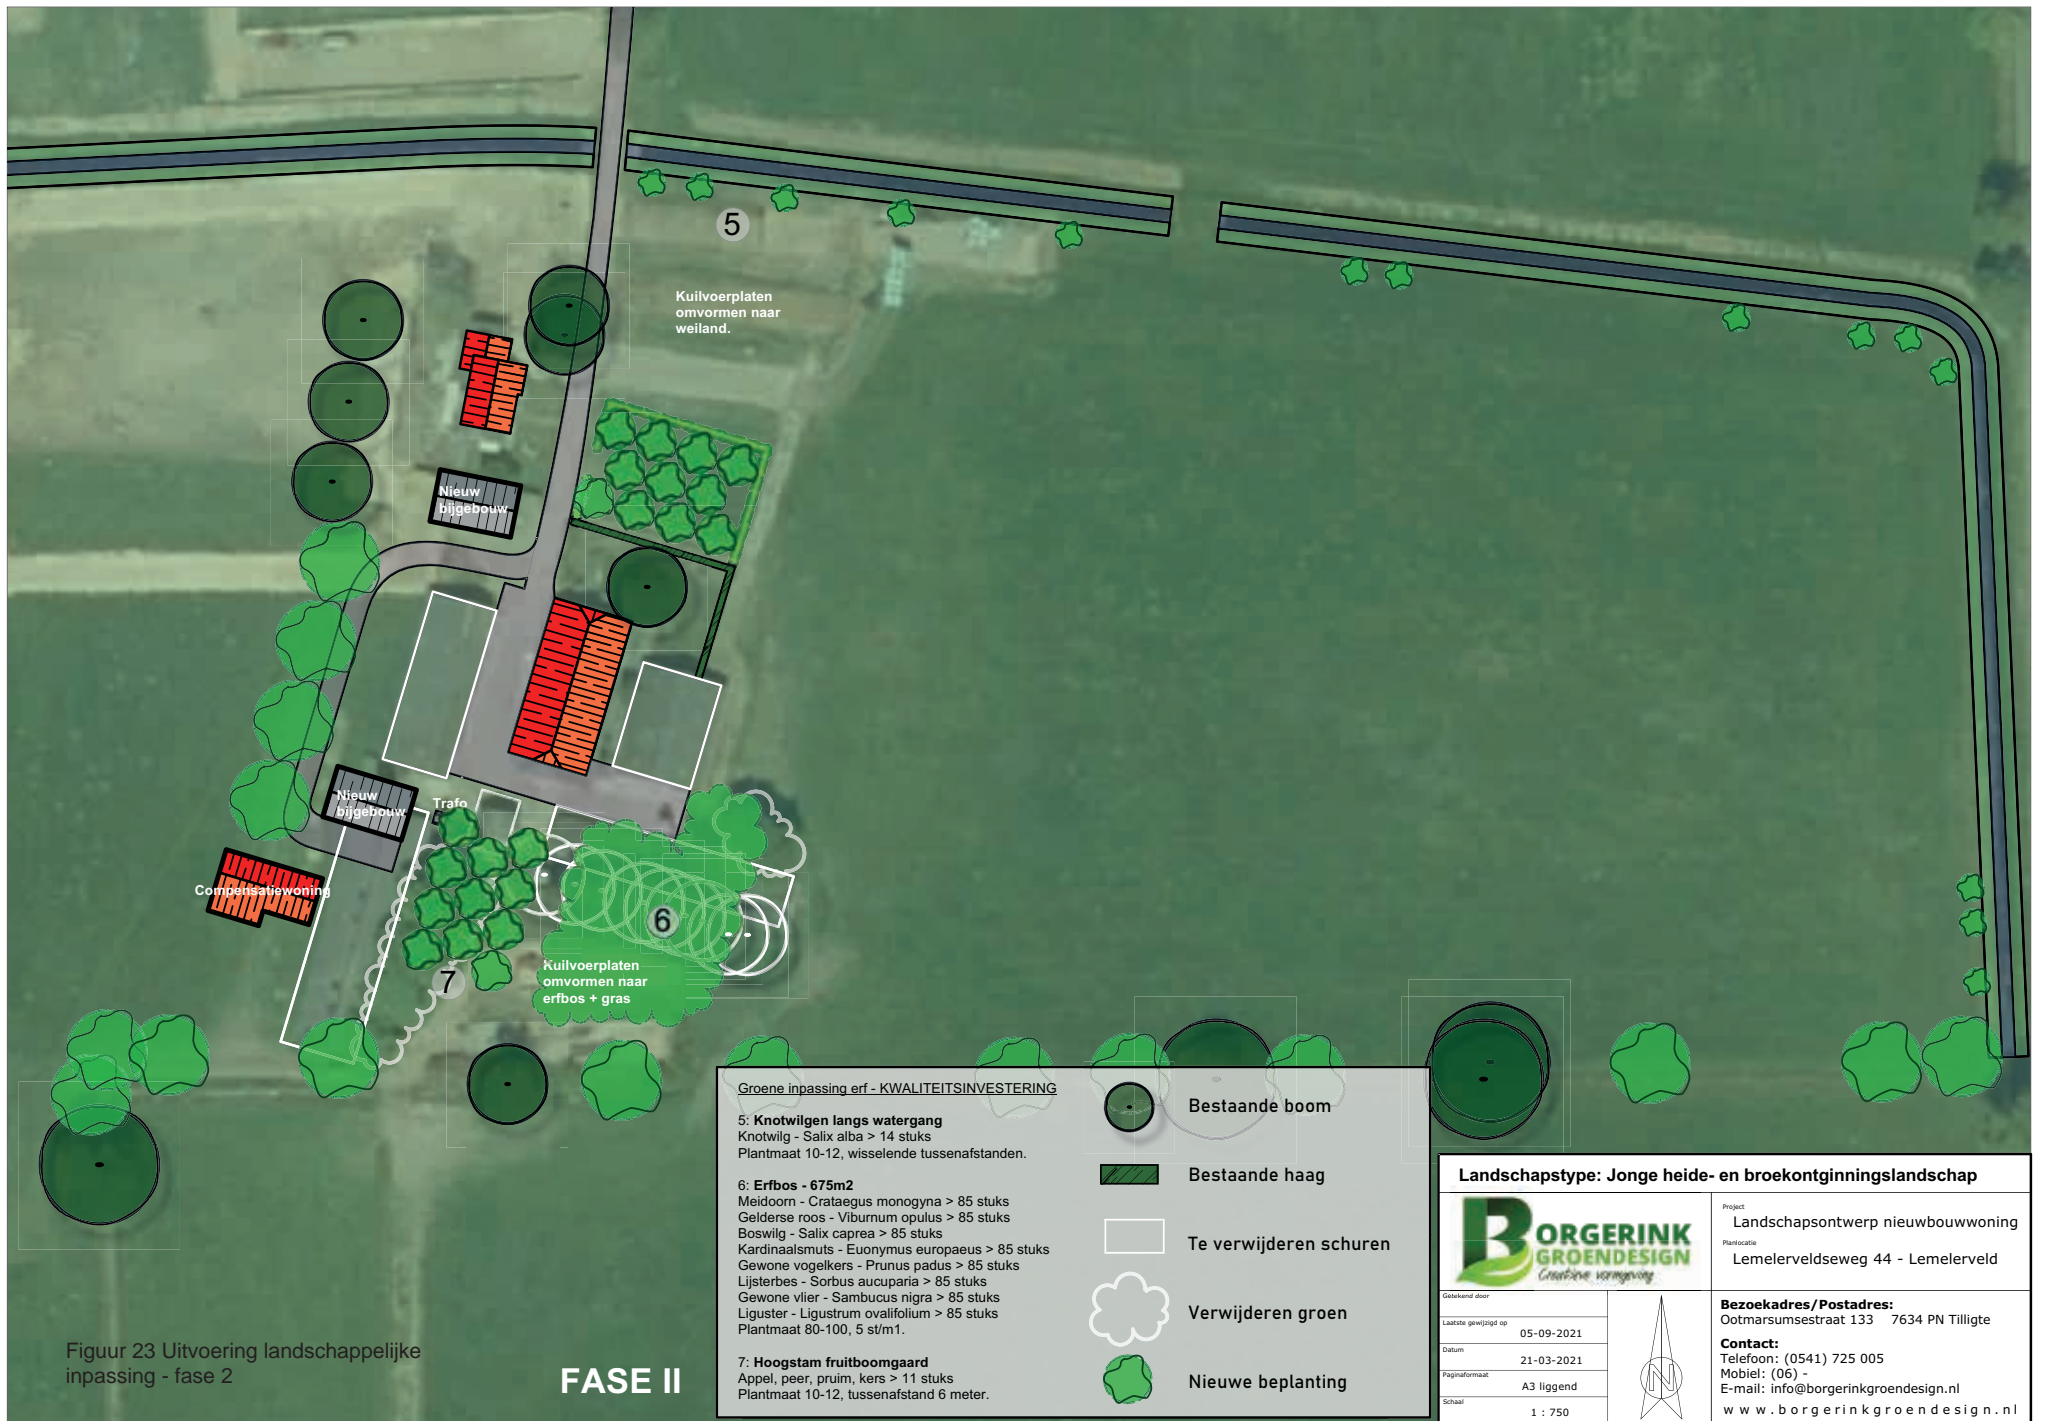 5
Kuilvoerplaten
omvormen naar
weiland.
Nieuw
bijgebouw
Nieuw
bijgebouw
Trafo
Compensatiewoning
6
7
Kuilvoerplaten
omvormen naar
erfbos + gras
Figuur 23 Uitvoering landschappelijke
inpassing - fase 2
FASE II
Groene inpassing erf - KWALITEITSINVESTERING
5: Knotwilgen langs watergang
Knotwilg - Salix alba > 14 stuks
Plantmaat 10-12, wisselende tussenafstanden.
6: Erfbos - 675m2
Meidoorn - Crataegus monogyna > 85 stuks
Gelderse roos - Viburnum opulus > 85 stuks
Boswilg - Salix caprea > 85 stuks
Kardinaalsmuts - Euonymus europaeus > 85 stuks
Gewone vogelkers - Prunus padus > 85 stuks
Lijsterbes - Sorbus aucuparia > 85 stuks
Gewone vlier - Sambucus nigra > 85 stuks
Liguster - Ligustrum ovalifolium > 85 stuks
Plantmaat 80-100, 5 st/m1.
7: Hoogstam fruitboomgaard
Appel, peer, pruim, kers > 11 stuks
Plantmaat 10-12, tussenafstand 6 meter.
Bestaande boom
Bestaande haag
Te verwijderen schuren
Verwijderen groen
Nieuwe beplanting
Landschapstype: Jonge heide- en broekontginningslandschap
BORGERINK
GROENDESIGN
Creatieve vormgeving
Project
Landschapsontwerp nieuwbouwwoning
Planlocatie
Lemelerveldseweg 44 - Lemelerveld
Getekend door
Laatste gewijzigd op
05-09-2021
Datum
21-03-2021
Paginaformaat
A3 liggend
Schaal
1 : 750
N
Bezoekadres/Postadres:
Ootmarsumsestraat 133 7634 PN Tilligte
Contact:
Telefoon: (0541) 725 005
Mobiel: (06) -
E-mail: info@borgerinkgroendesign.nl
www.borgerinkgroendesign.nl